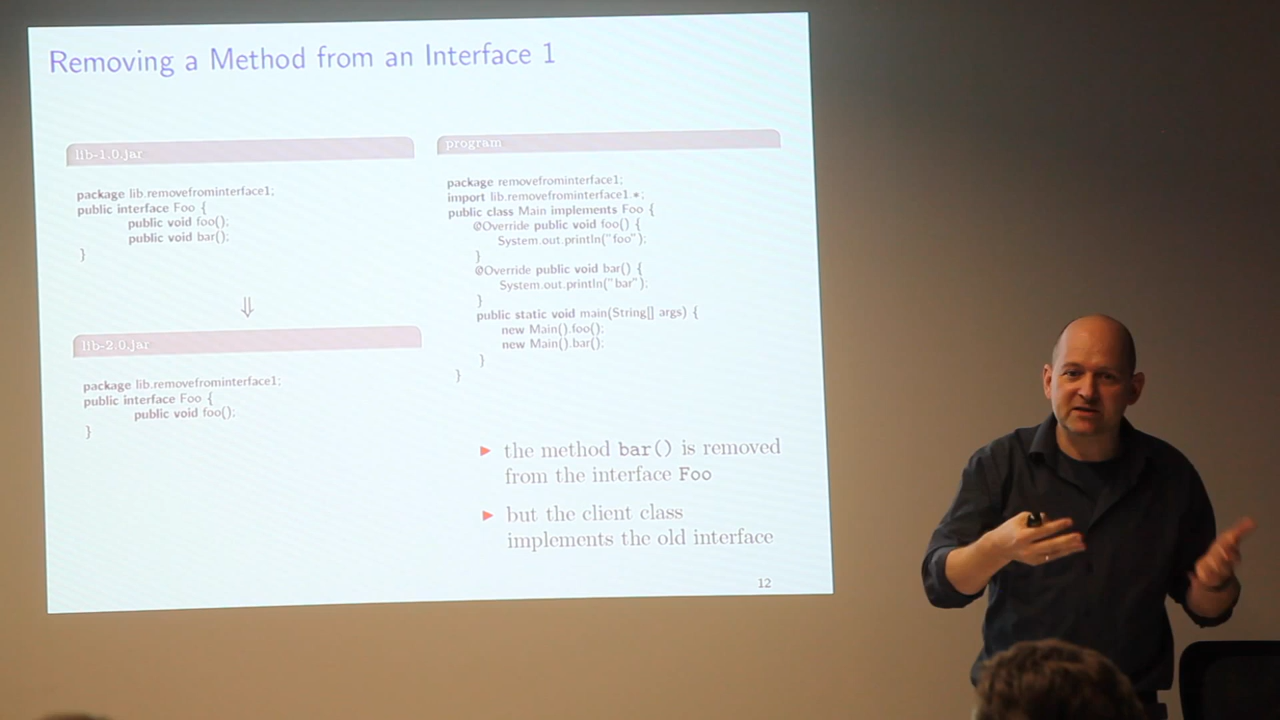 Removing a Method from an Interface 1
lib-1.0.jar
package lib.removefrominterface1;
public interface Foo {
public void foo();
public void bar();
}
⇓
lib-2.0.jar
package lib.removefrominterface1;
public interface Foo {
public void foo();
}
program
package removefrominterface1;
import lib.removefrominterface1.*;
public class Main implements Foo {
@Override public void foo() {
System.out.println("foo");
}
@Override public void bar() {
System.out.println("bar");
}
public static void main(String[] args) {
new Main().foo();
new Main().bar();
}
}
▶ the method bar() is removed
from the interface Foo
▶ but the client class
implements the old interface
12